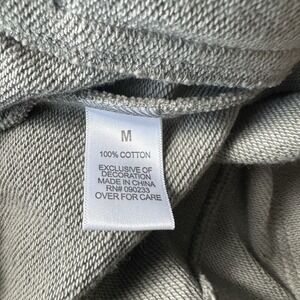 M
100% COTTON
EXCLUSIVE OF
DECORATION
MADE IN CHINA
RN# 090233
OVER FOR CARE